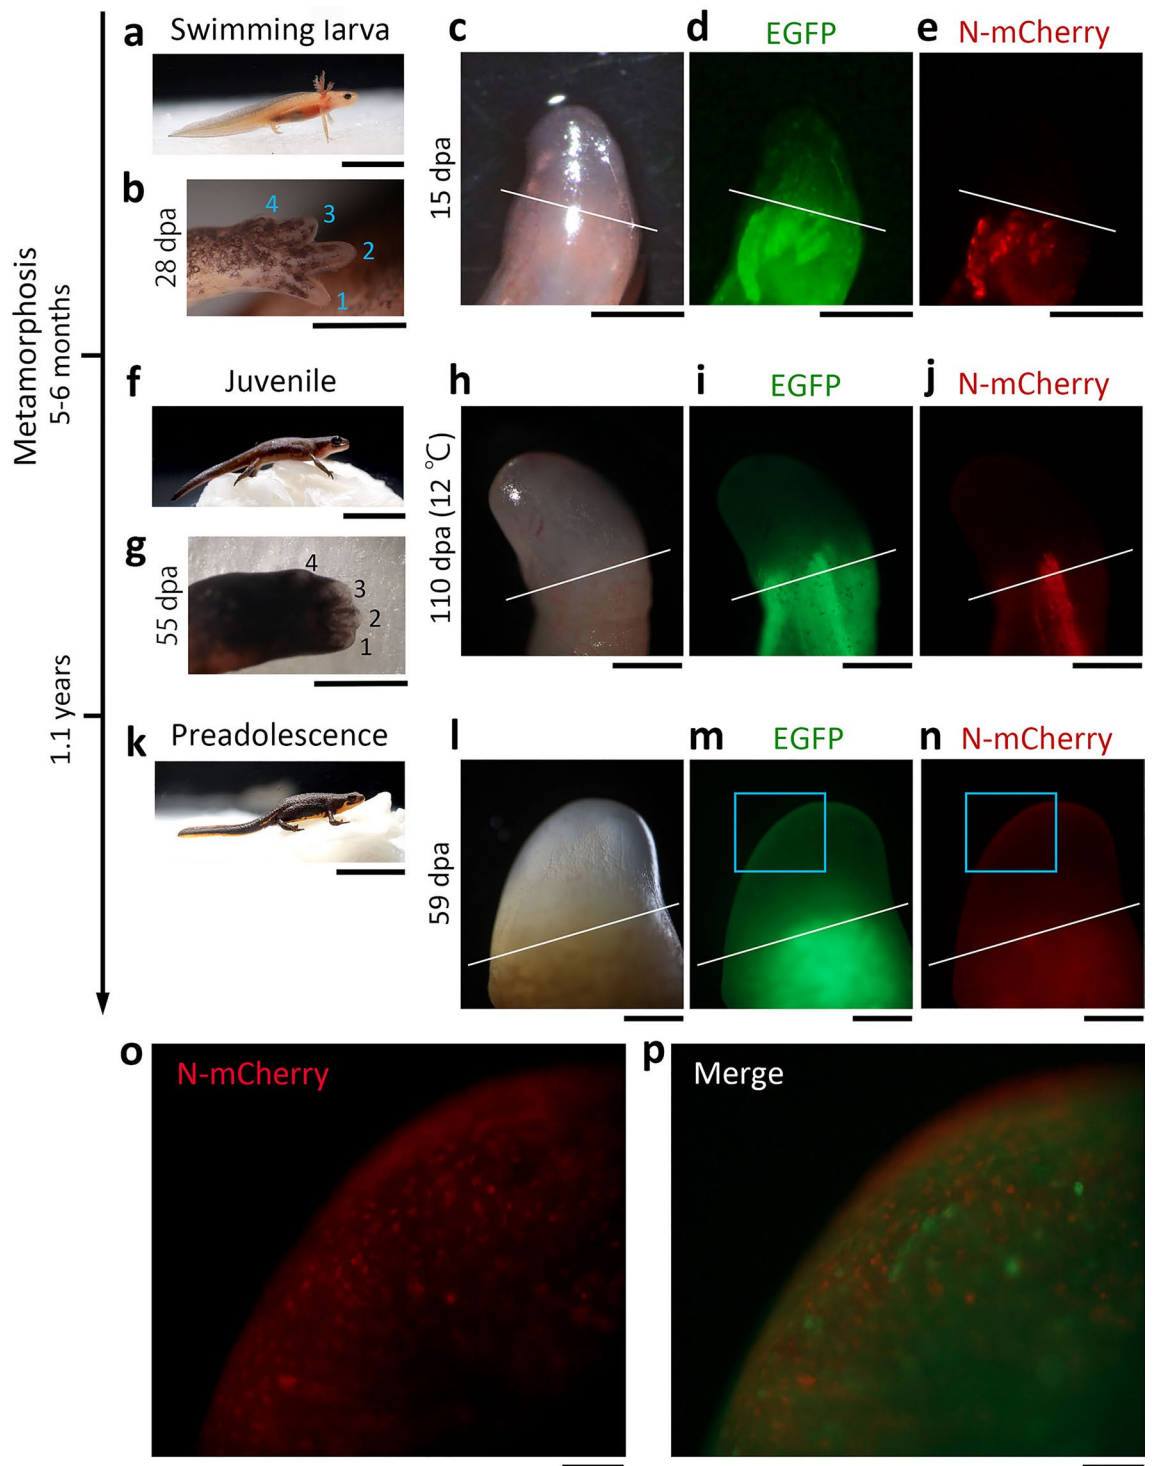 a Swimming larva
c
d EGFP
e N-mCherry
b
28 dpa
4
3
2
1
15 dpa
Metamorphosis
5-6 months
f Juvenile
h
i EGFP
j N-mCherry
g
55 dpa
4
3
2
1
110 dpa (12 °C)
1.1 years
k Preadolescence
l
m EGFP
n N-mCherry
59 dpa
o
N-mCherry
p
Merge